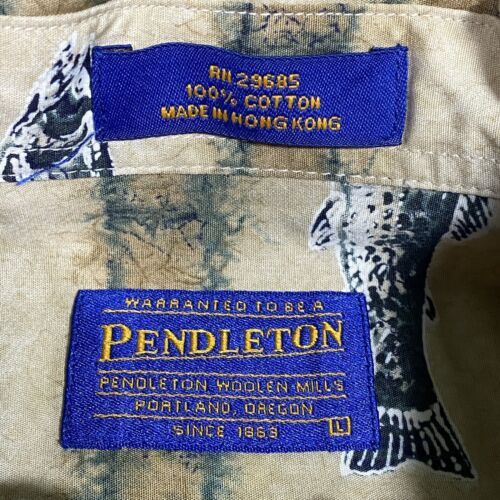 RN 29685
100% COTTON
MADE IN HONG KONG
WARRANTED TO BE A
PENDLETON
PENDLETON WOOLEN MILLS
PORTLAND, OREGON
SINCE 1863 L